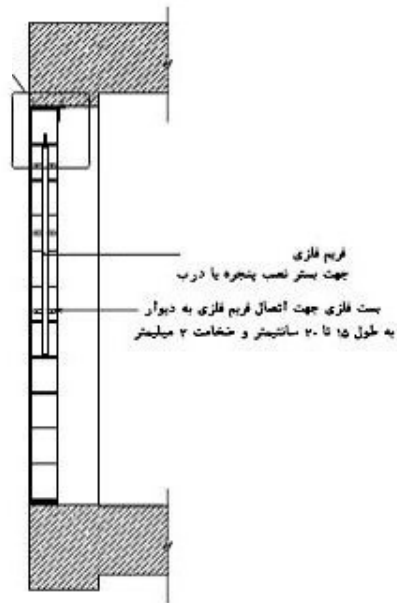 فریم فلزی
جهت بستر نصب پنجره یا درب
بست فلزی جهت اتصال فریم فلزی به دیوار
به طول ۱۵ تا ۲۰ سانتیمتر و ضخامت ۲ میلیمتر